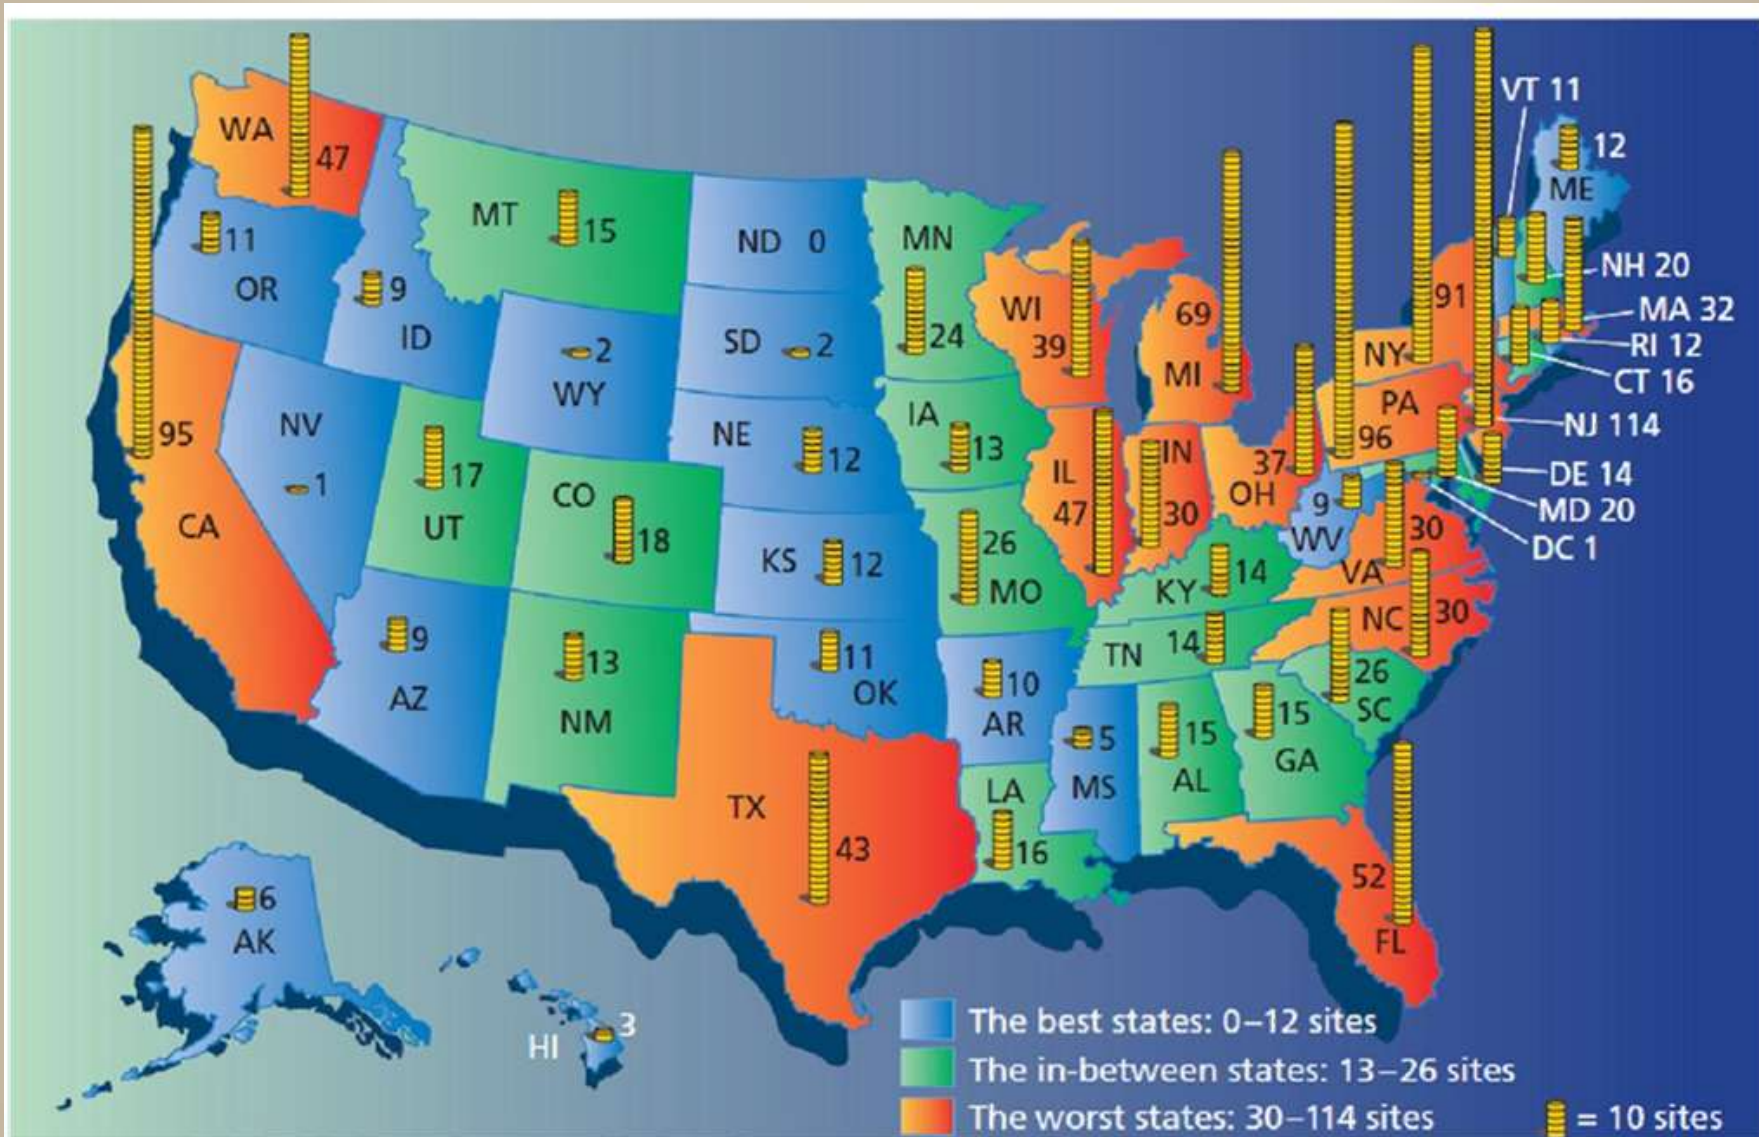 WA
47
11
OR
9
ID
MT
15
ND 0
MN
24
WI
39
69
MI
91
NY
VT 11
12
ME
NH 20
MA 32
RI 12
CT 16
NJ 114
DE 14
MD 20
DC 1
PA
96
2
WY
SD
2
NE
12
IA
13
IL
47
IN
30
37
OH
9
WV
30
VA
NC
30
95
CA
NV
1
17
UT
CO
18
KS
12
26
MO
KY
14
TN
14
26
SC
9
AZ
13
NM
11
OK
10
AR
5
MS
15
AL
15
GA
TX
43
LA
16
52
FL
6
AK
HI
3
The best states: 0–12 sites
The in-between states: 13–26 sites
The worst states: 30–114 sites
= 10 sites